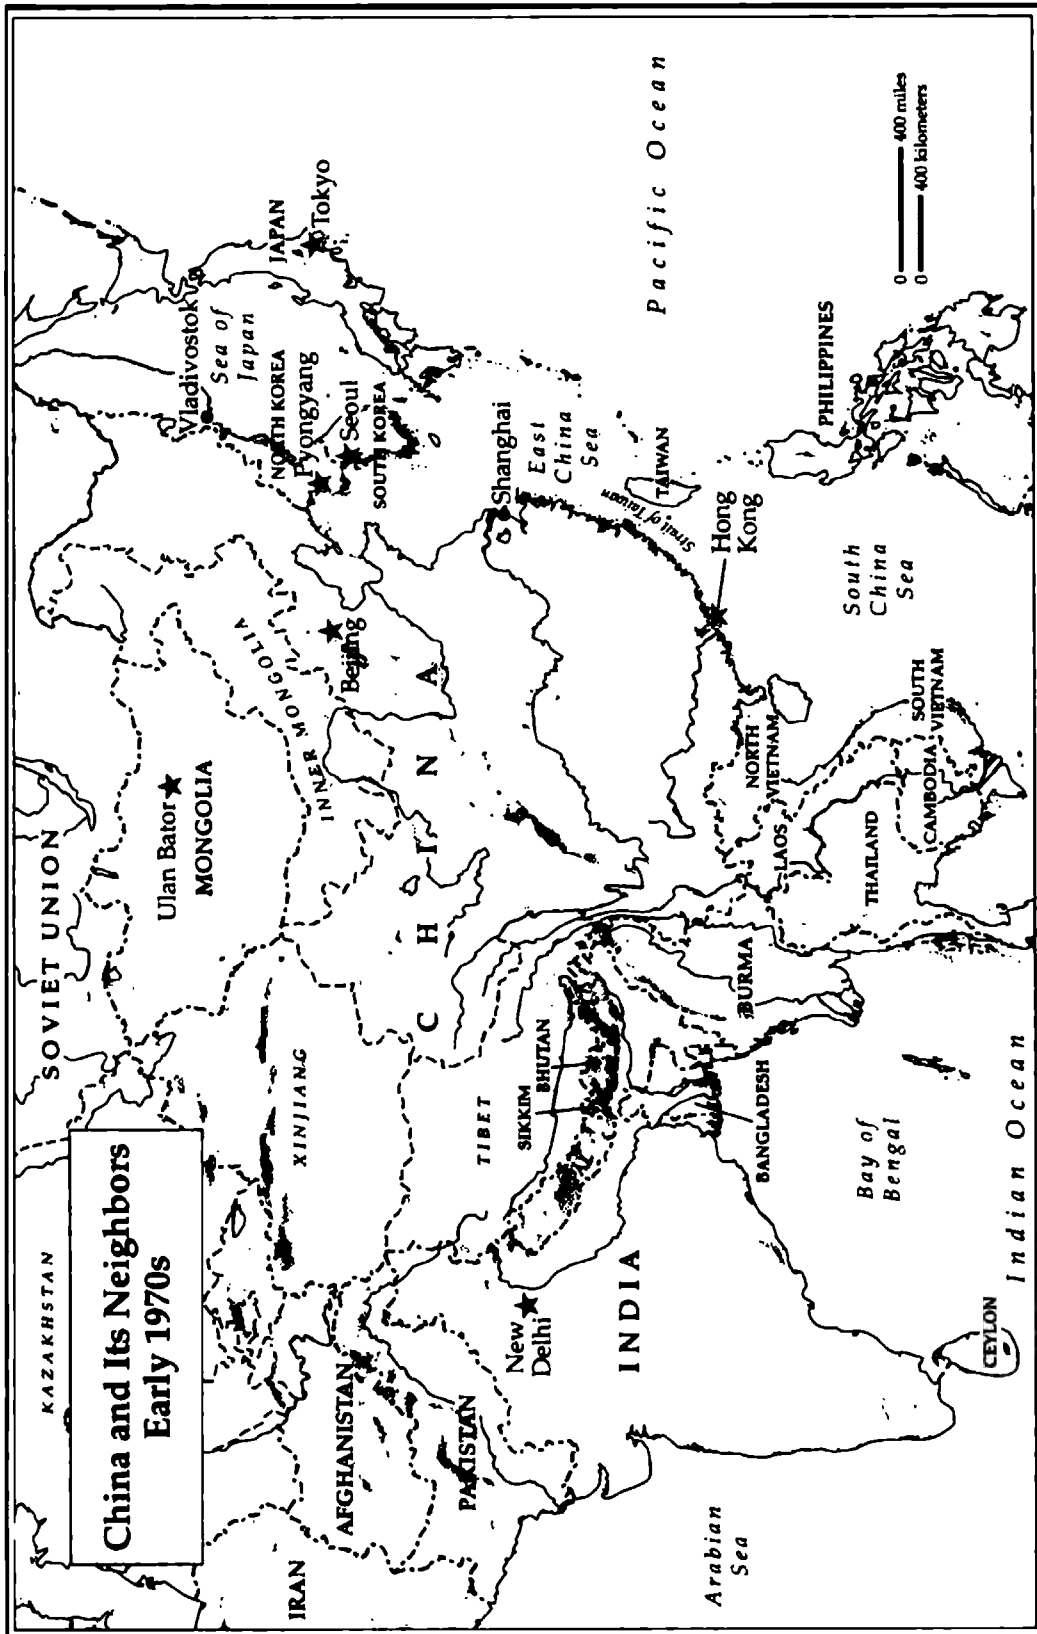 China and Its Neighbors
Early 1970s
KAZAKHSTAN
SOVIET UNION
Ulan Bator
MONGOLIA
INNER MONGOLIA
XINJIANG
IRAN
AFGHANISTAN
PAKISTAN
TIBET
CHINA
Beijing
Vladivostok
Sea of
Japan
JAPAN
Tokyo
NORTH KOREA
Pyongyang
Seoul
SOUTH KOREA
Shanghai
East
China
Sea
New
Delhi
INDIA
SIKKIM
BHUTAN
BANGLADESH
BURMA
LAOS
NORTH
VIETNAM
THAILAND
CAMBODIA
SOUTH
VIETNAM
Hong
Kong
Strait of Taiwan
TAIWAN
Pacific Ocean
PHILIPPINES
South
China
Sea
Arabian
Sea
Bay of
Bengal
CEYLON
Indian Ocean
0 400 miles
0 400 kilometers